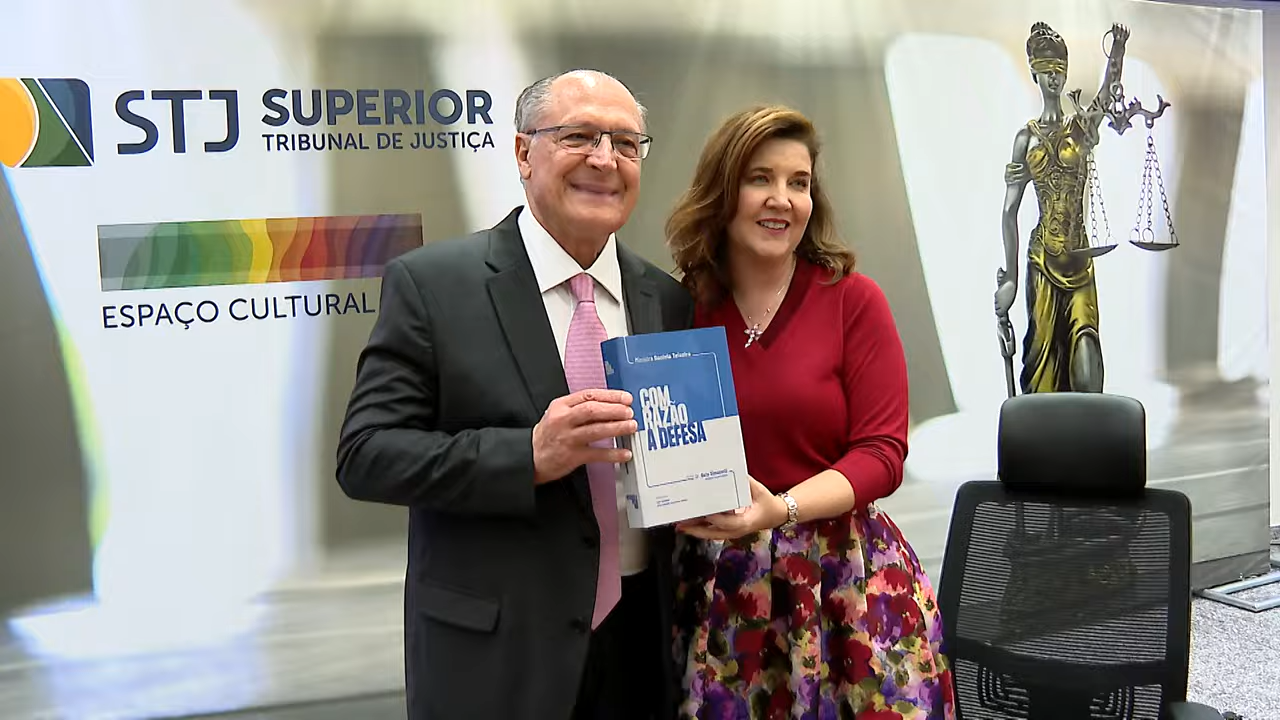 STJ SUPERIOR
TRIBUNAL DE JUSTIÇA
ESPAÇO CULTURAL
Ministra Daniela Teixeira
COM
RAZÃO
A DEFESA